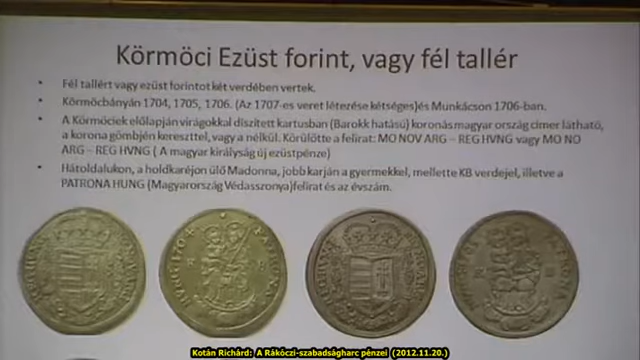 Körmöci Ezüst forint, vagy fél tallér
• Fél tallért vagy ezüst forintot két verdében vertek.
• Körmöcbányán 1704, 1705, 1706. (Az 1707-es veret létezése kétséges)és Munkácson 1706-ban.
• A Körmöciek előlapján virágokkal díszített kartusban (Barokk hatású) koronás magyar ország címer látható,
a korona gömbjén kereszttel, vagy a nélkül. Körülötte a felirat: MO NOV ARG – REG HVNG vagy MO NO
ARG – REG HVNG ( A magyar királyság új ezüstpénze)
• Hátoldalukon, a holdkaréjon ülő Madonna, jobb karján a gyermekkel, mellette KB verdejel, illetve a
PATRONA HUNG (Magyarország Védasszonya)felirat és az évszám.
Kotán Richárd: A Rákóczi-szabadságharc pénzei (2012.11.20.)